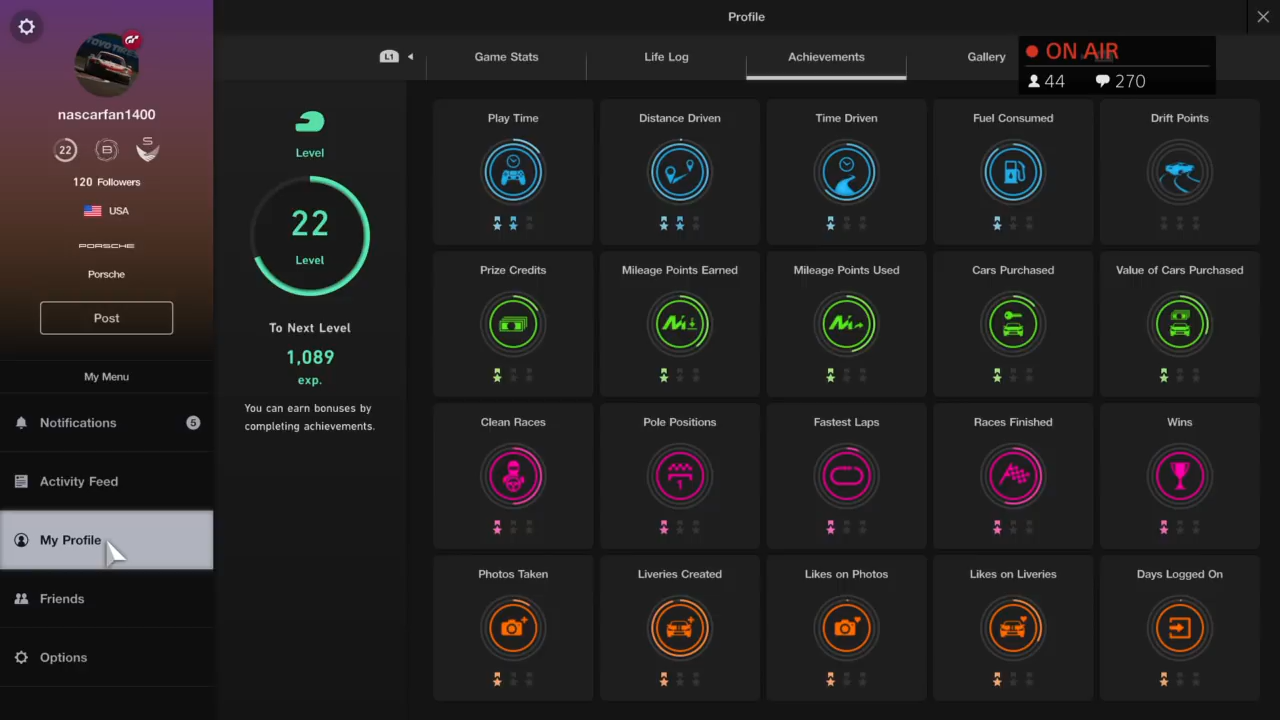 Profile
nascarfan1400
22 B S
120 Followers
USA
PORSCHE
Porsche
Post
My Menu
Notifications 5
Activity Feed
My Profile
Friends
Options
L1
Game Stats
Life Log
Achievements
Gallery
ON AIR
44 270
Level
22
Level
To Next Level
1,089
exp.
You can earn bonuses by
completing achievements.
Play Time
Distance Driven
Time Driven
Fuel Consumed
Drift Points
Prize Credits
Mileage Points Earned
Mileage Points Used
Cars Purchased
Value of Cars Purchased
Clean Races
Pole Positions
1
Fastest Laps
Races Finished
Wins
Photos Taken
Liveries Created
Likes on Photos
Likes on Liveries
Days Logged On